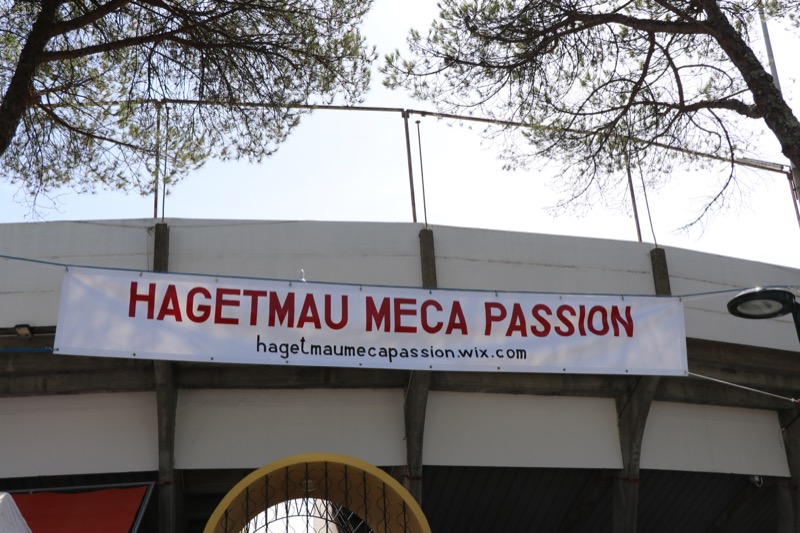 HAGETMAU MECA PASSION
hagetmaumecapassion.wix.com